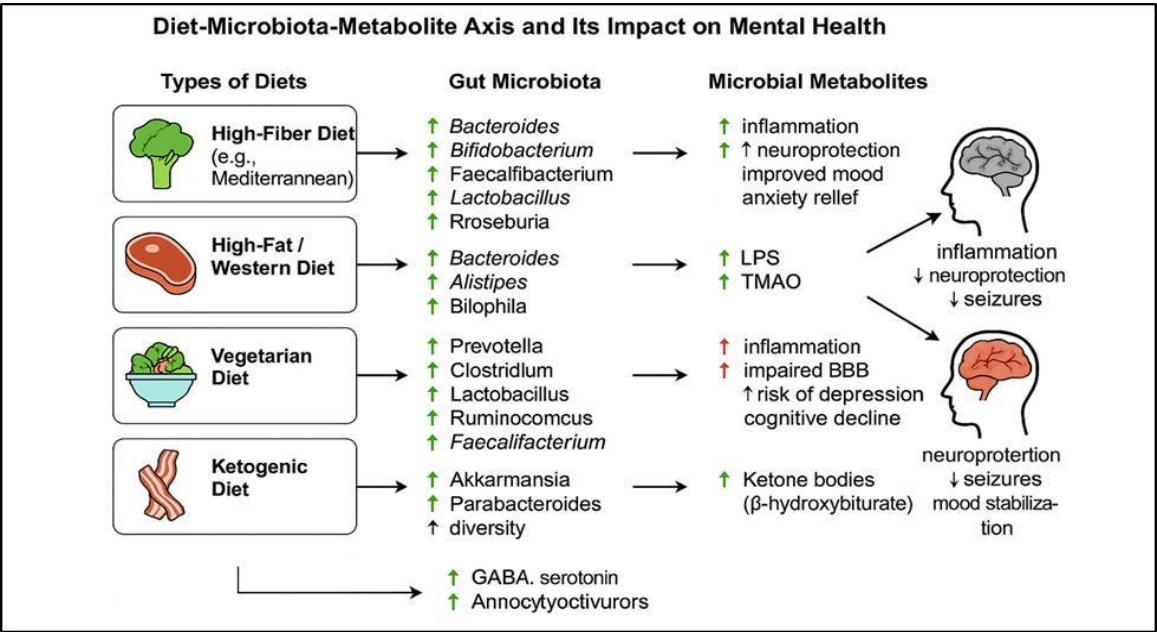 Diet-Microbiota-Metabolite Axis and Its Impact on Mental Health
Types of Diets
Gut Microbiota
Microbial Metabolites
High-Fiber Diet
(e.g.,
Mediterrannean)
↑ Bacteroides
↑ Bifidobacterium
↑ Faecalfibacterium
↑ Lactobacillus
↑ Rroseburia
↑ inflammation
↑ ↑ neuroprotection
improved mood
anxiety rellef
High-Fat /
Western Diet
↑ Bacteroides
↑ Alistipes
↑ Bilophila
↑ LPS
↑ TMAO
inflammation
↓ neuroprotection
↓ seizures
Vegetarian
Diet
↑ Prevotella
↑ Clostridlum
↑ Lactobacillus
↑ Ruminocomcus
↑ Faecalifacterium
↑ inflammation
↑ impaired BBB
↑ risk of depression
cognitive decline
Ketogenic
Diet
↑ Akkarmansia
↑ Parabacteroides
↑ diversity
↑ Ketone bodies
(β-hydroxybiturate)
neuroprotertion
↓ seizures
mood stabiliza-
tion
↑ GABA. serotonin
↑ Annocytyoctivurors